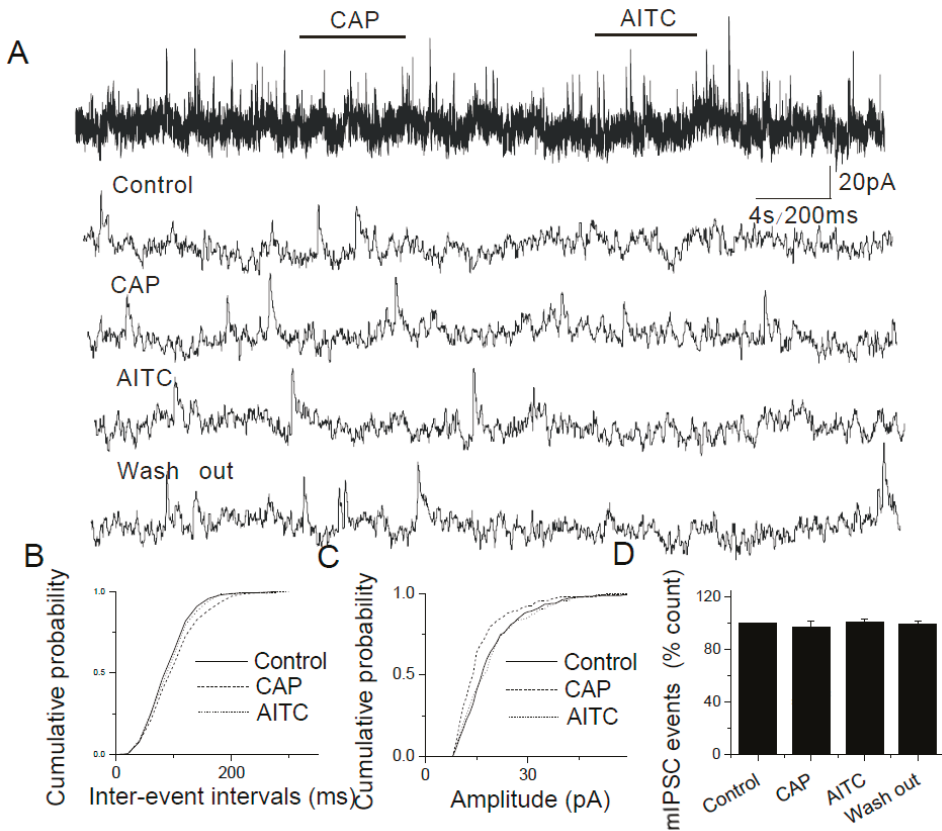 CAP AITC
A
Control
20pA
4s/200ms
CAP
AITC
Wash out
B C D
Cumulative probability
1.0
0.5
0.0
0 200
Inter-event intervals (ms)
Control
CAP
AITC
Cumulative probability
1.0
0.5
0.0
0 30
Amplitude (pA)
Control
CAP
AITC
mIPSC events (% count)
120
80
40
0
Control CAP AITC Wash out